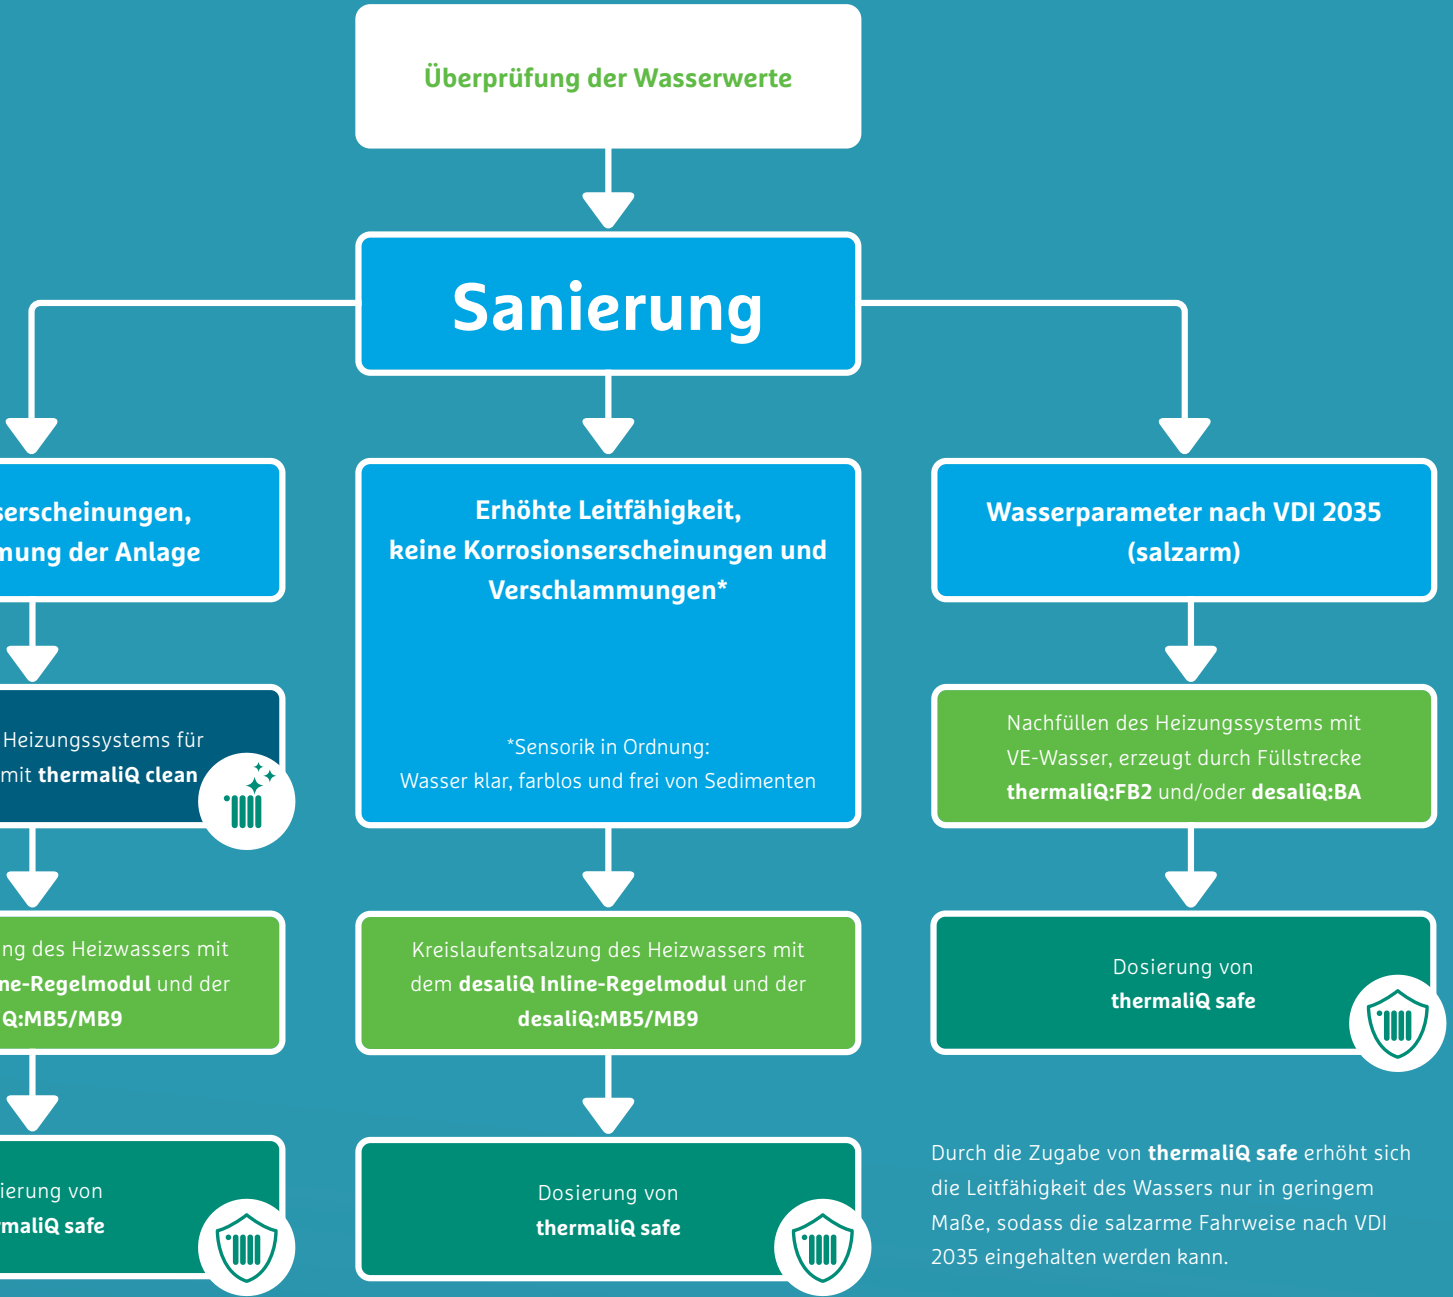 Überprüfung der Wasserwerte
Sanierung
serscheinungen,
mung der Anlage
Heizungssystems für
mit thermaliQ clean
ng des Heizwassers mit
ne-Regelmodul und der
Q:MB5/MB9
ierung von
maliQ safe
Erhöhte Leitfähigkeit,
keine Korrosionserscheinungen und
Verschlammungen*
*Sensorik in Ordnung:
Wasser klar, farblos und frei von Sedimenten
Kreislaufentsalzung des Heizwassers mit
dem desaliQ Inline-Regelmodul und der
desaliQ:MB5/MB9
Dosierung von
thermaliQ safe
Wasserparameter nach VDI 2035
(salzarm)
Nachfüllen des Heizungssystems mit
VE-Wasser, erzeugt durch Füllstrecke
thermaliQ:FB2 und/oder desaliQ:BA
Dosierung von
thermaliQ safe
Durch die Zugabe von thermaliQ safe erhöht sich
die Leitfähigkeit des Wassers nur in geringem
Maße, sodass die salzarme Fahrweise nach VDI
2035 eingehalten werden kann.